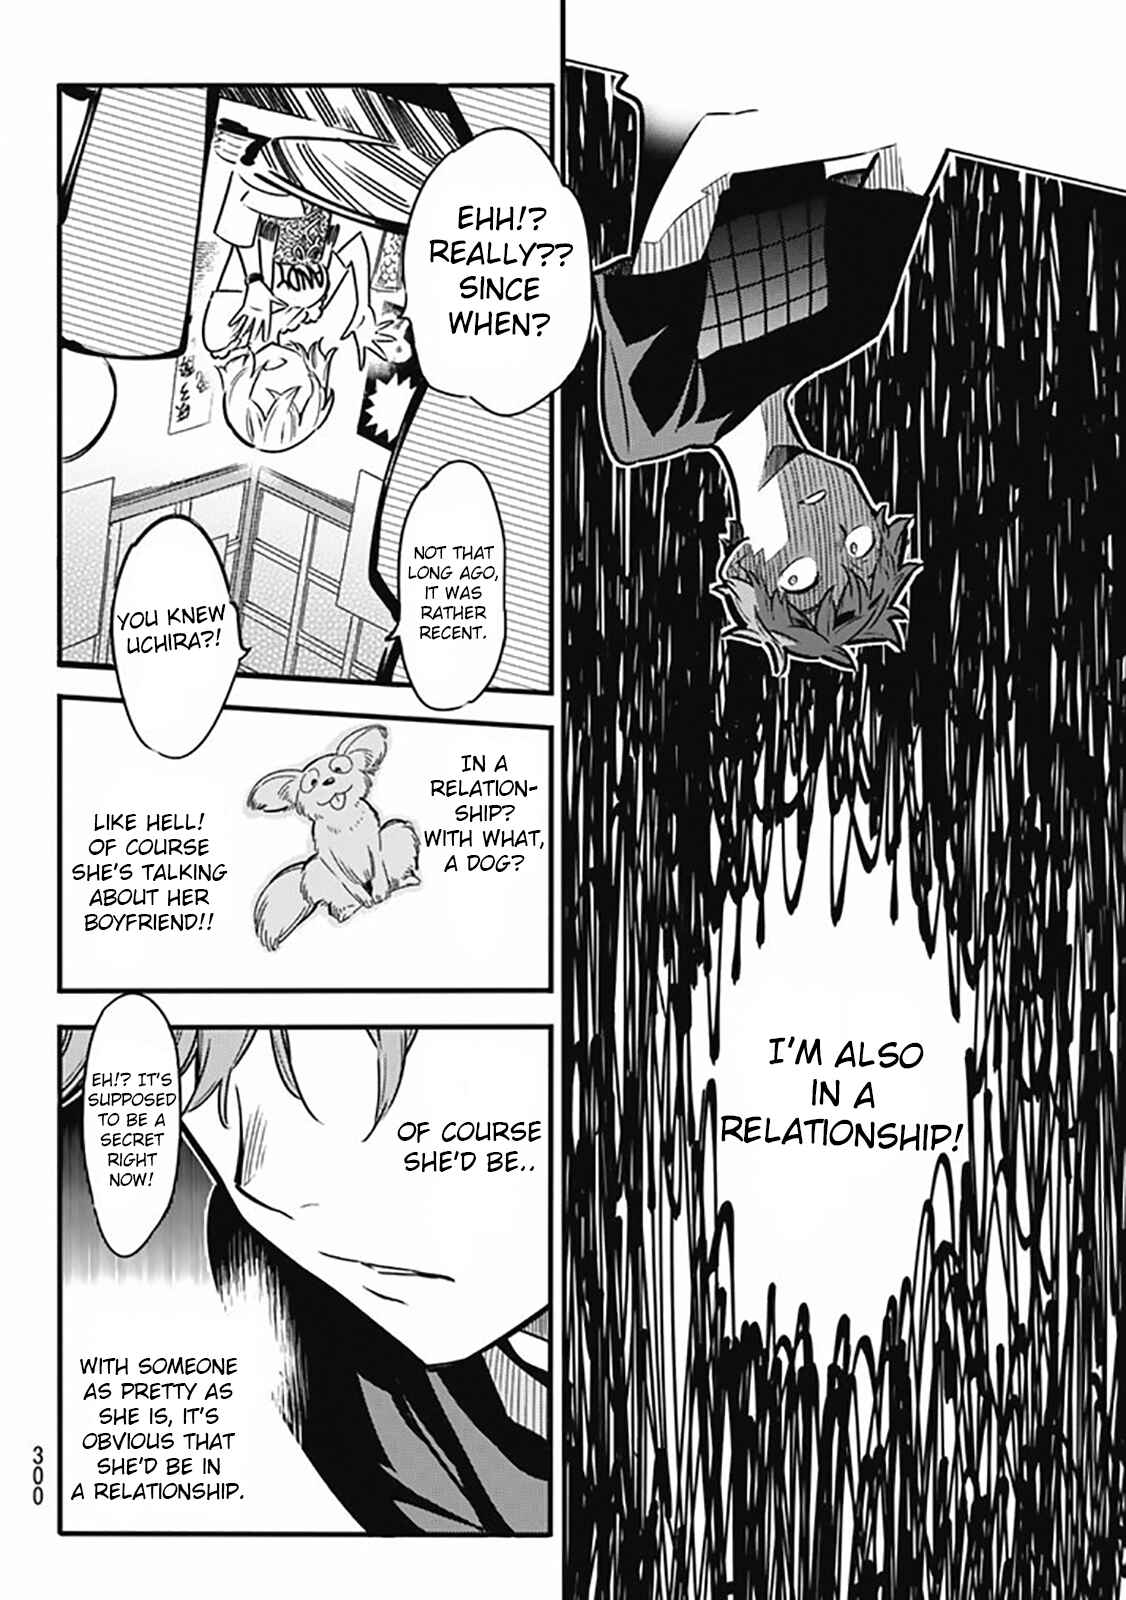 I'M ALSO
IN A
RELATIONSHIP!
EHH!?
REALLY??
SINCE
WHEN?
NOT THAT
LONG AGO,
IT WAS
RATHER
RECENT.
YOU KNEW
UCHIRA?!
IN A
RELATION-
SHIP?
WITH WHAT,
A DOG?
LIKE HELL!
OF COURSE
SHE'S TALKING
ABOUT HER
BOYFRIEND!!
OF COURSE
SHE'D BE..
EH!? IT'S
SUPPOSED
TO BE A
SECRET
RIGHT
NOW!
WITH SOMEONE
AS PRETTY AS
SHE IS, IT'S
OBVIOUS THAT
SHE'D BE IN
A RELATIONSHIP.
300